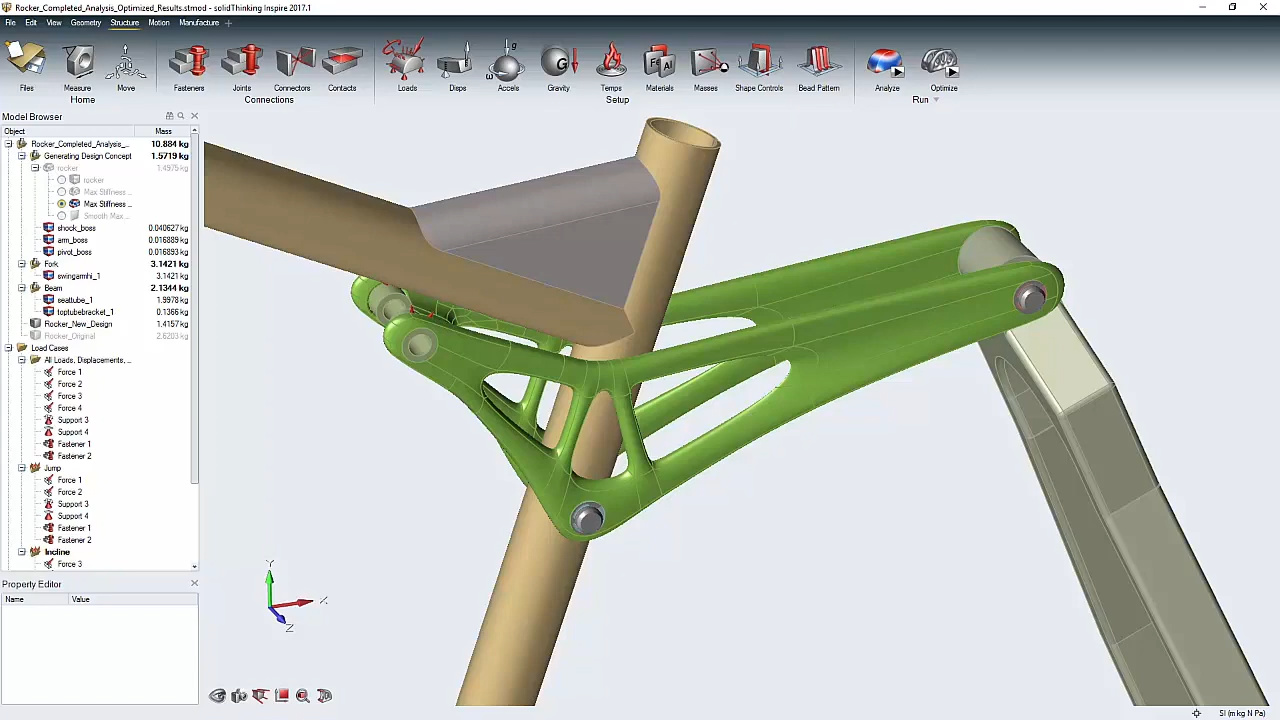 Rocker_Completed_Analysis_Optimized_Results.stmod - solidThinking Inspire 2017.1
File Edit View Geometry Structure Motion Manufacture
Files Measure Move Fasteners Joints Connectors Contacts Loads Disps Accels Gravity Temps Materials Masses Shape Controls Bead Pattern Analyze Optimize
Home Connections Setup Run
Model Browser
Object Mass
Rocker_Completed_Analysis_... 10.884 kg
Generating Design Concept 1.5719 kg
rocker 1.4975 kg
rocker
Max Stiffness ...
Max Stiffness ...
Smooth Max ...
shock_boss 0.040627 kg
arm_boss 0.016889 kg
pivot_boss 0.016893 kg
Fork 3.1421 kg
swingarmhi_1 3.1421 kg
Beam 2.1344 kg
seattube_1 1.9978 kg
toptubebracket_1 0.1366 kg
Rocker_New_Design 1.4157 kg
Rocker_Original 2.6203 kg
Load Cases
All Loads, Displacements, ...
Force 1
Force 2
Force 3
Force 4
Support 3
Support 4
Fastener 1
Fastener 2
Jump
Force 1
Force 2
Support 3
Support 4
Fastener 1
Fastener 2
Incline
Force 3
Property Editor
Name Value
Y
X
Z
SI (m kg N Pa)